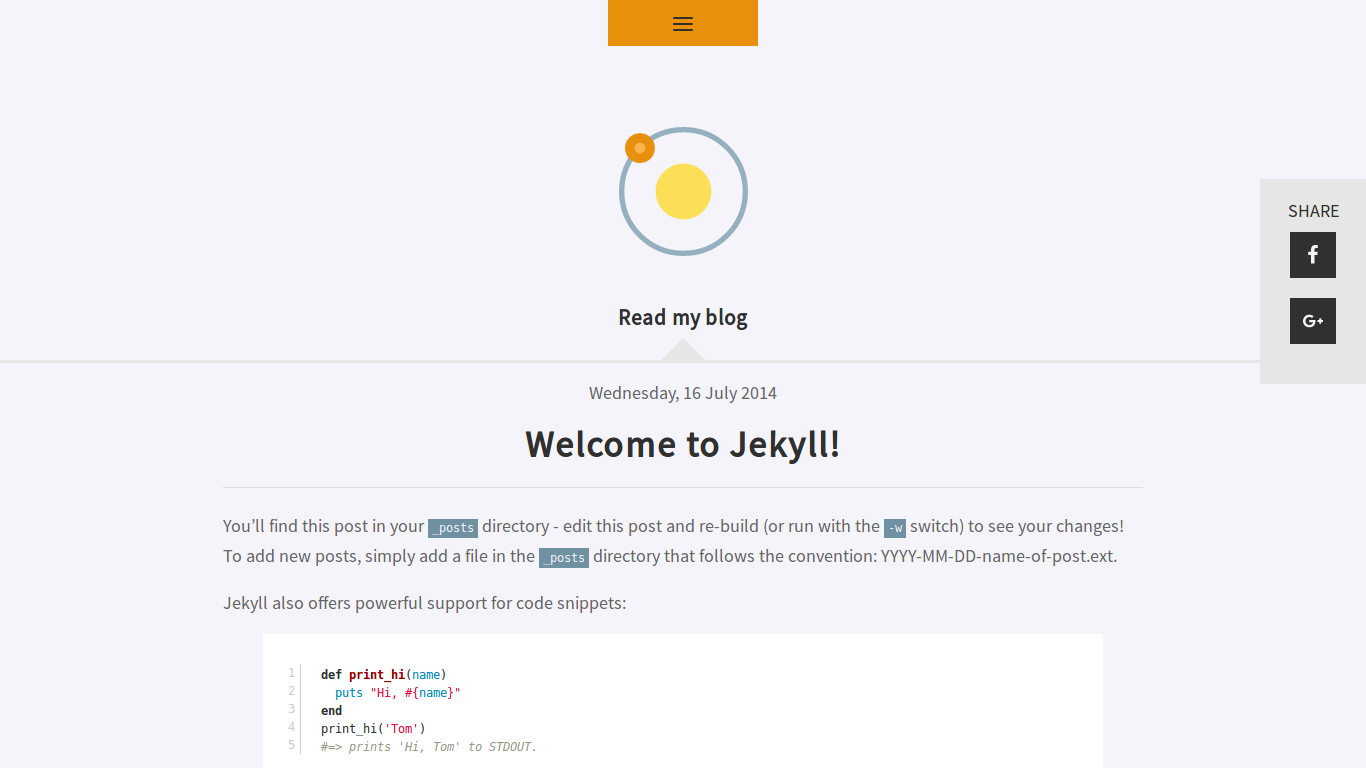 SHARE
G+
Read my blog
Wednesday, 16 July 2014
Welcome to Jekyll!
You’ll find this post in your _posts directory - edit this post and re-build (or run with the -w switch) to see your changes!
To add new posts, simply add a file in the _posts directory that follows the convention: YYYY-MM-DD-name-of-post.ext.
Jekyll also offers powerful support for code snippets:
1 def print_hi(name)
2   puts "Hi, #{name}"
3 end
4 print_hi('Tom')
5 #=> prints 'Hi, Tom' to STDOUT.